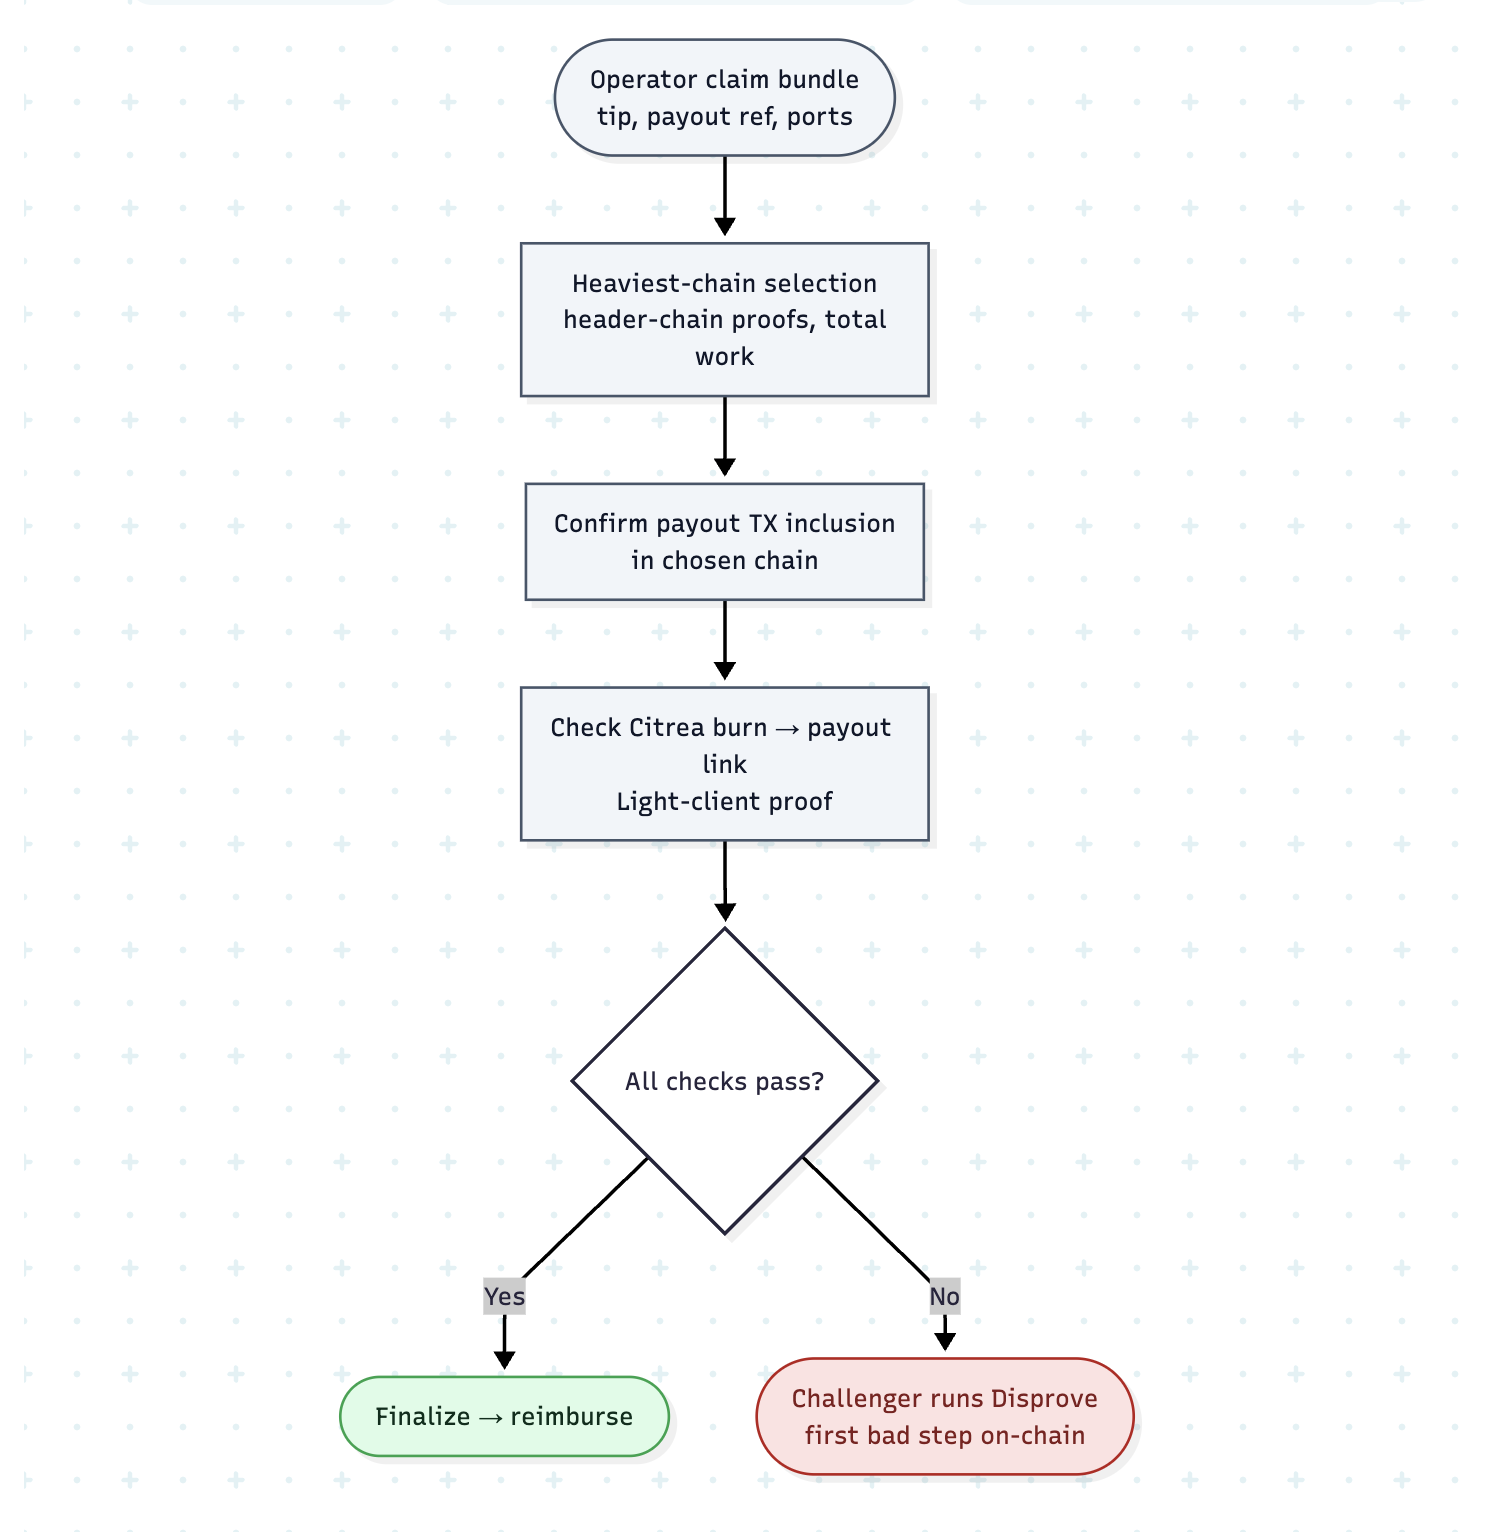 Operator claim bundle
tip, payout ref, ports
Heaviest-chain selection
header-chain proofs, total
work
Confirm payout TX inclusion
in chosen chain
Check Citrea burn → payout
link
Light-client proof
All checks pass?
Yes
No
Finalize → reimburse
Challenger runs Disprove
first bad step on-chain